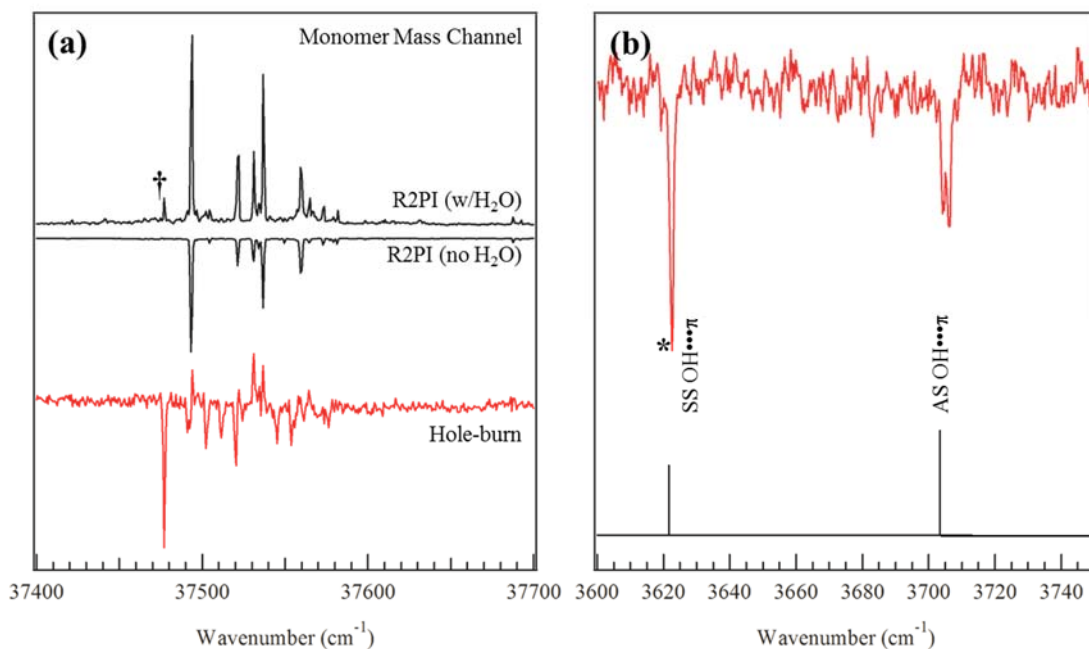 (a)
Monomer Mass Channel
‡
R2PI (w/H₂O)
R2PI (no H₂O)
Hole-burn
37400 37500 37600 37700
Wavenumber (cm⁻¹)
(b)
*
SS OH•••π
AS OH•••π
3600 3620 3640 3660 3680 3700 3720 3740
Wavenumber (cm⁻¹)